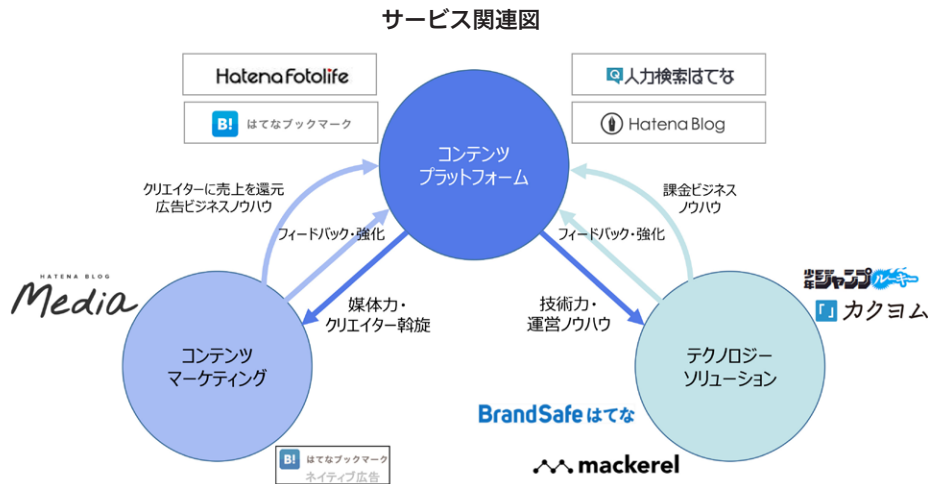 サービス関連図
Hatena Fotolife
人力検索はてな
B! はてなブックマーク
Hatena Blog
コンテンツ
プラットフォーム
クリエイターに売上を還元
広告ビジネスノウハウ
課金ビジネス
ノウハウ
フィードバック・強化
フィードバック・強化
HATENA BLOG
Media
媒体力・
クリエイター斡旋
技術力・
運営ノウハウ
少年ジャンプルーキー
「」カクヨム
コンテンツ
マーケティング
テクノロジー
ソリューション
BrandSafe はてな
B! はてなブックマーク
ネイティブ広告
mackerel